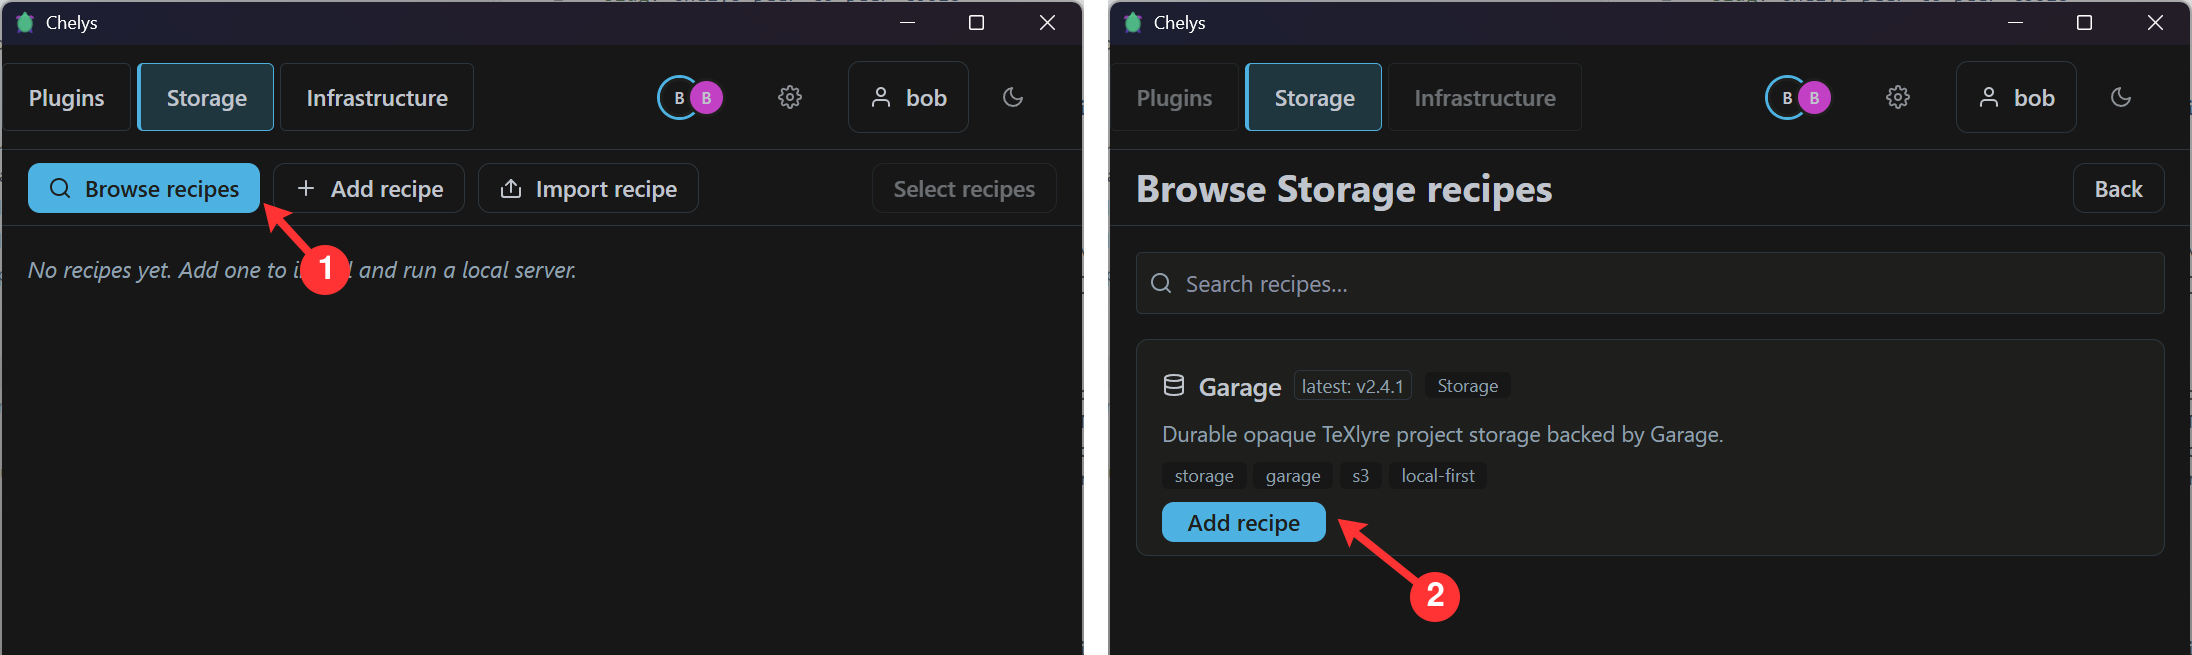 Chelys
Plugins Storage Infrastructure B B bob
Browse recipes Add recipe Import recipe Select recipes
No recipes yet. Add one to i 1 l and run a local server.
Chelys
Plugins Storage Infrastructure B B bob
Browse Storage recipes Back
Search recipes...
Garage latest: v2.4.1 Storage
Durable opaque TeXlyre project storage backed by Garage.
storage garage s3 local-first
Add recipe
2